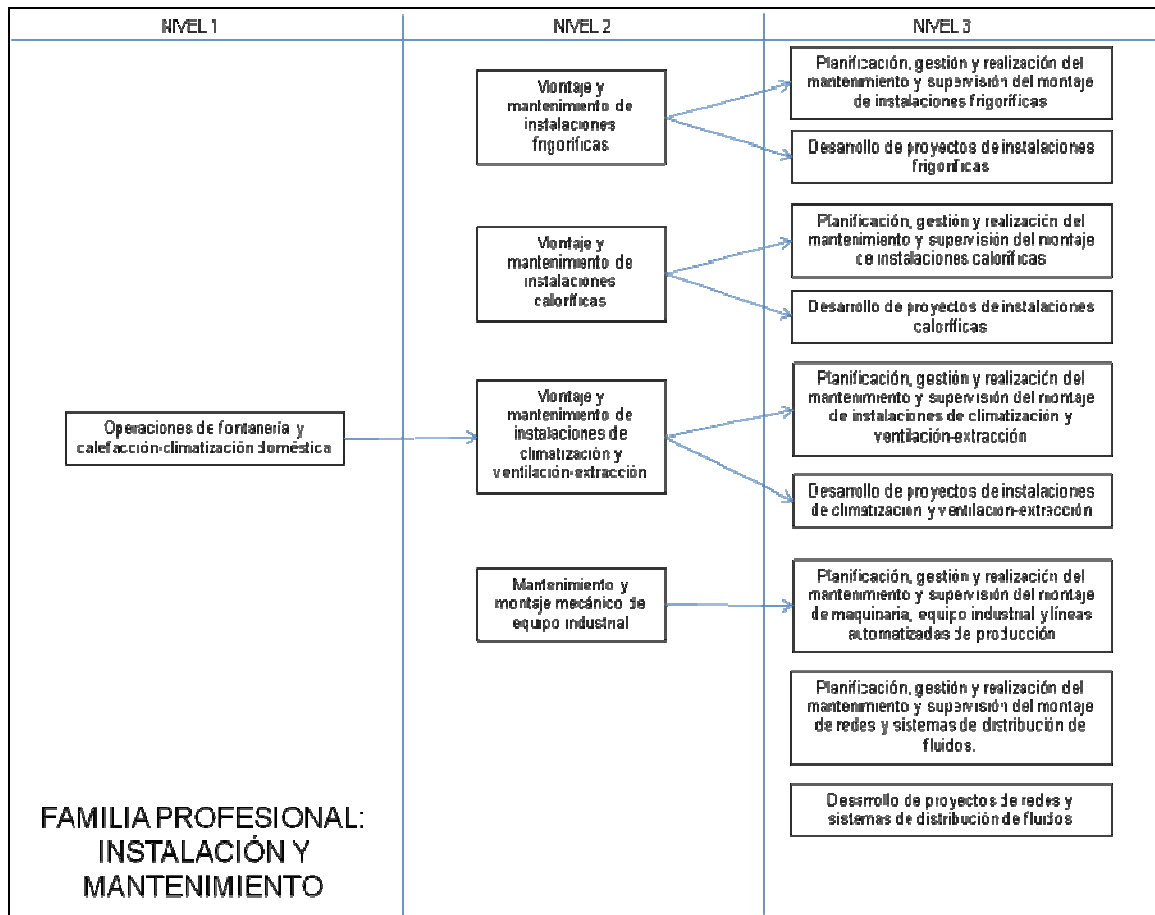 NIVEL 1
NIVEL 2
NIVEL 3
Operaciones de fontanería y
calefacción-climatización doméstica
Montaje y
mantenimiento de
instalaciones
frigoríficas
Montaje y
mantenimiento de
instalaciones
caloríficas
Montaje y
mantenimiento de
instalaciones de
climatización y
ventilación-extracción
Mantenimiento y
montaje mecánico de
equipo industrial
Planificación, gestión y realización del
mantenimiento y supervisión del montaje
de instalaciones frigoríficas
Desarrollo de proyectos de instalaciones
frigoríficas
Planificación, gestión y realización del
mantenimiento y supervisión del montaje
de instalaciones caloríficas
Desarrollo de proyectos de instalaciones
caloríficas
Planificación, gestión y realización del
mantenimiento y supervisión del montaje
de instalaciones de climatización y
ventilación-extracción
Desarrollo de proyectos de instalaciones
de climatización y ventilación-extracción
Planificación, gestión y realización del
mantenimiento y supervisión del montaje
de maquinaria, equipo industrial y líneas
automatizadas de producción
Planificación, gestión y realización del
mantenimiento y supervisión del montaje
de redes y sistemas de distribución de
fluidos.
Desarrollo de proyectos de redes y
sistemas de distribución de fluidos
FAMILIA PROFESIONAL:
INSTALACIÓN Y
MANTENIMIENTO